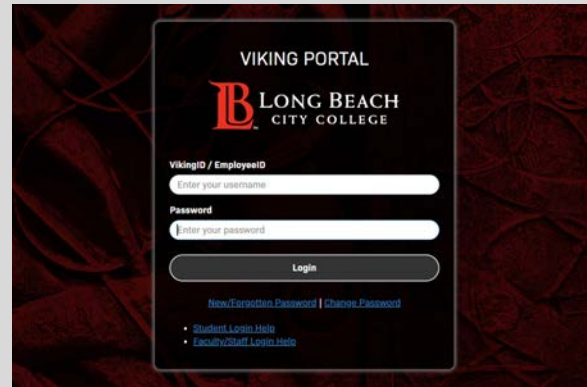 VIKING PORTAL
LB LONG BEACH
CITY COLLEGE
VikingID / EmployeeID
Enter your username
Password
Enter your password
Login
New/Forgotten Password | Change Password
• Student Login Help
• Faculty/Staff Login Help